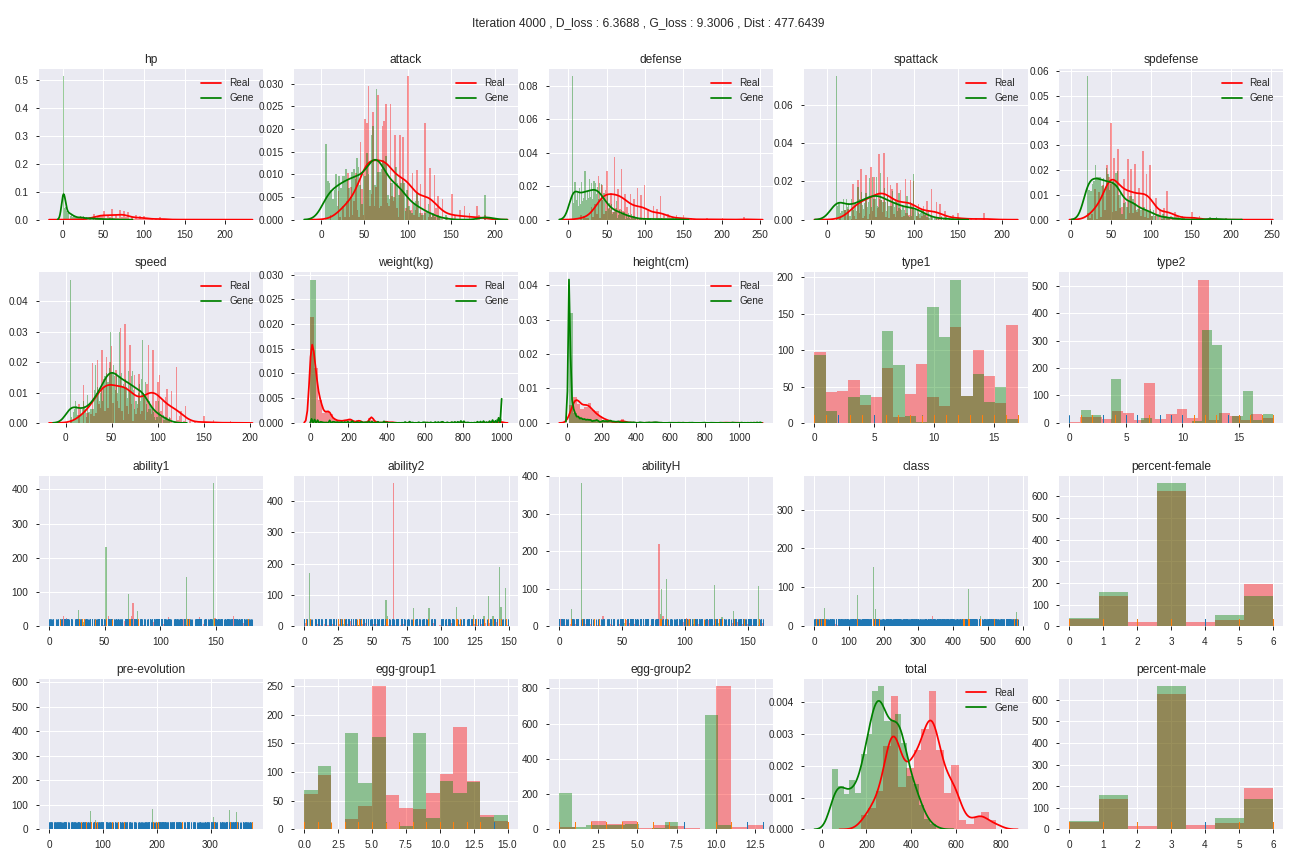 Iteration 4000 , D_loss : 6.3688 , G_loss : 9.3006 , Dist : 477.6439
hp attack defense spattack spdefense
0.5 0.4 0.3 0.2 0.1 0.0
0 50 100 150 200
Real
Gene
0.030 0.025 0.020 0.015 0.010 0.005 0.000
0 50 100 150 200
Real
Gene
0.08 0.06 0.04 0.02 0.00
0 50 100 150 200 250
Real
Gene
0.06 0.04 0.02 0.00
0 50 100 150 200
Real
Gene
0.06 0.05 0.04 0.03 0.02 0.01 0.00
0 50 100 150 200 250
Real
Gene
speed weight(kg) height(cm) type1 type2
0.04 0.03 0.02 0.01 0.00
0 50 100 150 200
Real
Gene
0.030 0.025 0.020 0.015 0.010 0.005 0.000
0 200 400 600 800 1000
Real
Gene
0.04 0.03 0.02 0.01 0.00
0 200 400 600 800 1000
Real
Gene
200 150 100 50 0
0 5 10 15
500 400 300 200 100 0
0 5 10 15
ability1 ability2 abilityH class percent-female
400 300 200 100 0
0 50 100 150
400 300 200 100 0
0 25 50 75 100 125 150
400 300 200 100 0
0 50 100 150
300 200 100 0
0 100 200 300 400 500 600
600 500 400 300 200 100 0
0 1 2 3 4 5 6
pre-evolution egg-group1 egg-group2 total percent-male
600 500 400 300 200 100 0
0 100 200 300
250 200 150 100 50 0
0.0 2.5 5.0 7.5 10.0 12.5 15.0
800 600 400 200 0
0 2 4 6 8 10 12
0.004 0.003 0.002 0.001 0.000
0 200 400 600 800
Real
Gene
600 500 400 300 200 100 0
0 1 2 3 4 5 6